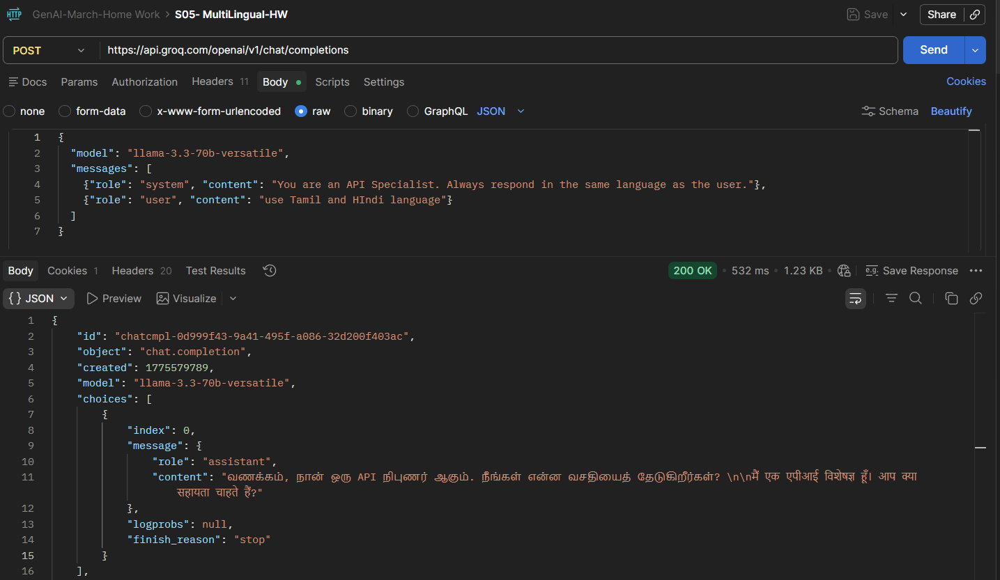 HTTP GenAI-March-Home Work > S05- MultiLingual-HW Save Share
POST https://api.groq.com/openai/v1/chat/completions Send
Docs Params Authorization Headers 11 Body Scripts Settings Cookies
none form-data x-www-form-urlencoded raw binary GraphQL JSON Schema Beautify
1 {
2 "model": "llama-3.3-70b-versatile",
3 "messages": [
4 {"role": "system", "content": "You are an API Specialist. Always respond in the same language as the user."},
5 {"role": "user", "content": "use Tamil and HIndi language"}
6 ]
7 }
Body Cookies 1 Headers 20 Test Results 200 OK • 532 ms • 1.23 KB • e.g. Save Response
{} JSON Preview Visualize
1 {
2 "id": "chatcmpl-0d999f43-9a41-495f-a086-32d200f403ac",
3 "object": "chat.completion",
4 "created": 1775579789,
5 "model": "llama-3.3-70b-versatile",
6 "choices": [
7 {
8 "index": 0,
9 "message": {
10 "role": "assistant",
11 "content": "வணக்கம், நான் ஒரு API நிபுணர் ஆகும். நீங்கள் என்ன வசதியைத் தேடுகிறீர்கள்? \n\nमैं एक एपीआई विशेषज्ञ हूँ। आप क्या
सहायता चाहते हैं?"
12 },
13 "logprobs": null,
14 "finish_reason": "stop"
15 }
16 ],